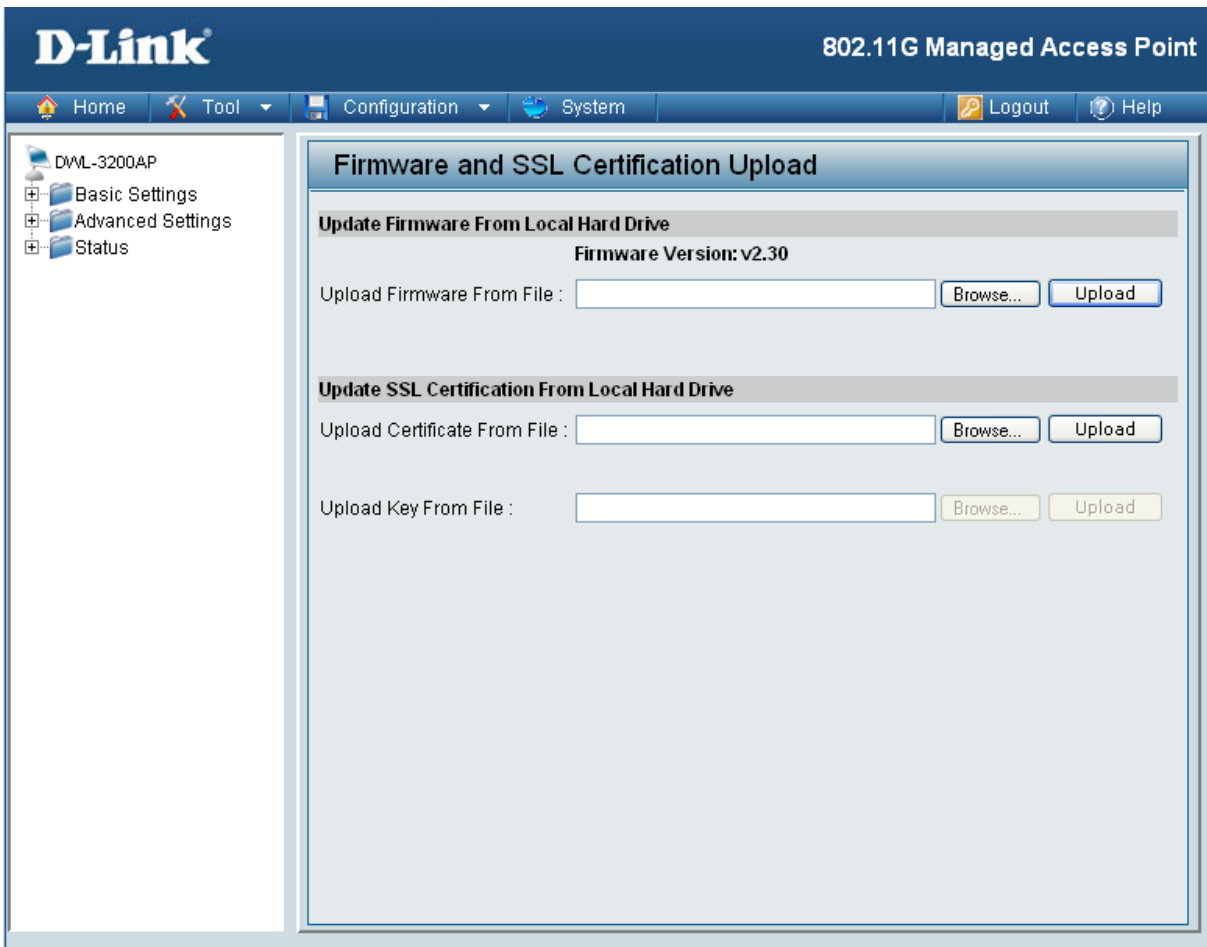 D-Link
802.11G Managed Access Point
Home Tool Configuration System Logout Help
DWL-3200AP
Basic Settings
Advanced Settings
Status
Firmware and SSL Certification Upload
Update Firmware From Local Hard Drive
Firmware Version: v2.30
Upload Firmware From File : Browse... Upload
Update SSL Certification From Local Hard Drive
Upload Certificate From File : Browse... Upload
Upload Key From File : Browse... Upload